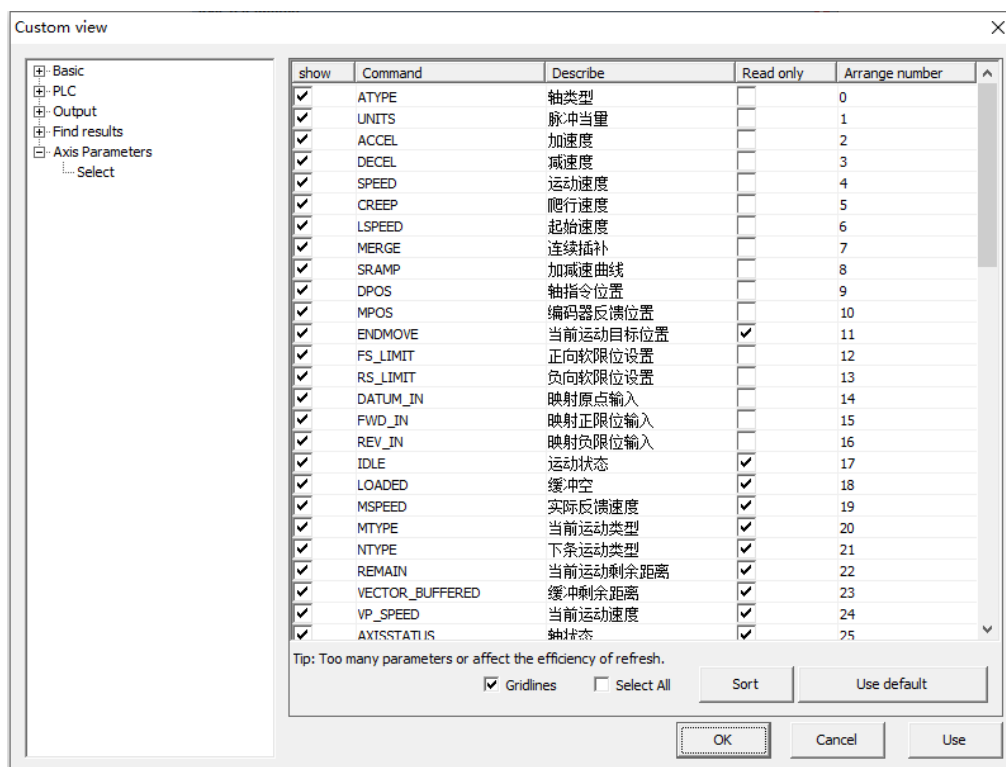 Custom view
Basic
PLC
Output
Find results
Axis Parameters
Select
show Command Describe Read only Arrange number
ATYPE 轴类型 0
UNITS 脉冲当量 1
ACCEL 加速度 2
DECEL 减速度 3
SPEED 运动速度 4
CREEP 爬行速度 5
LSPEED 起始速度 6
MERGE 连续插补 7
SRAMP 加减速曲线 8
DPOS 轴指令位置 9
MPOS 编码器反馈位置 10
ENDMOVE 当前运动目标位置 11
FS_LIMIT 正向软限位设置 12
RS_LIMIT 负向软限位设置 13
DATUM_IN 映射原点输入 14
FWD_IN 映射正限位输入 15
REV_IN 映射负限位输入 16
IDLE 运动状态 17
LOADED 缓冲空 18
MSPEED 实际反馈速度 19
MTYPE 当前运动类型 20
NTYPE 下条运动类型 21
REMAIN 当前运动剩余距离 22
VECTOR_BUFFERED 缓冲剩余距离 23
VP_SPEED 当前运动速度 24
AXISSTATUS 轴状态 25
Tip: Too many parameters or affect the efficiency of refresh.
Gridlines Select All Sort Use default
OK Cancel Use